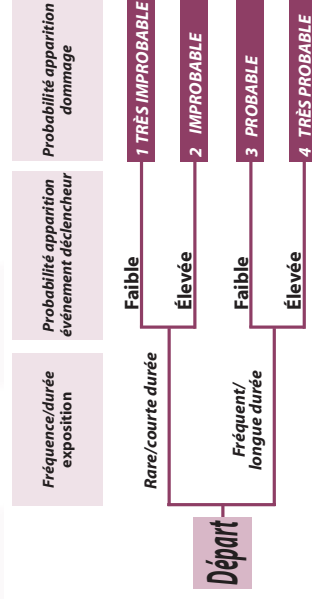 Fréquence/durée
exposition
Probabilité apparition
événement déclencheur
Probabilité apparition
dommage
Départ
Rare/courte durée
Faible
1 TRÈS IMPROBABLE
Élevée
2 IMPROBABLE
Fréquent/
longue durée
Faible
3 PROBABLE
Élevée
4 TRÈS PROBABLE